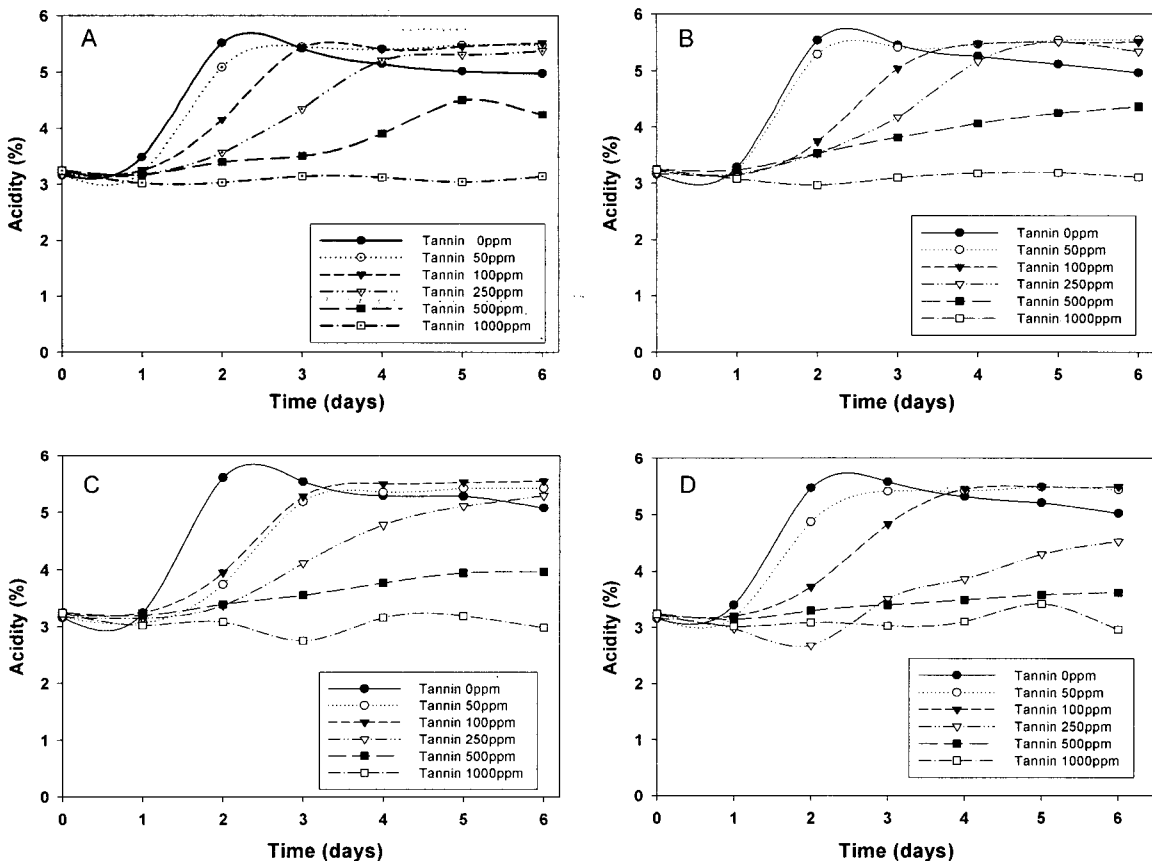 A
Acidity (%)
6
5
4
3
2
1
0
Tannin 0ppm
Tannin 50ppm
Tannin 100ppm
Tannin 250ppm
Tannin 500ppm
Tannin 1000ppm
0 1 2 3 4 5 6
Time (days)
B
Acidity (%)
6
5
4
3
2
1
0
Tannin 0ppm
Tannin 50ppm
Tannin 100ppm
Tannin 250ppm
Tannin 500ppm
Tannin 1000ppm
0 1 2 3 4 5 6
Time (days)
C
Acidity (%)
6
5
4
3
2
1
0
Tannin 0ppm
Tannin 50ppm
Tannin 100ppm
Tannin 250ppm
Tannin 500ppm
Tannin 1000ppm
0 1 2 3 4 5 6
Time (days)
D
Acidity (%)
6
5
4
3
2
1
0
Tannin 0ppm
Tannin 50ppm
Tannin 100ppm
Tannin 250ppm
Tannin 500ppm
Tannin 1000ppm
0 1 2 3 4 5 6
Time (days)